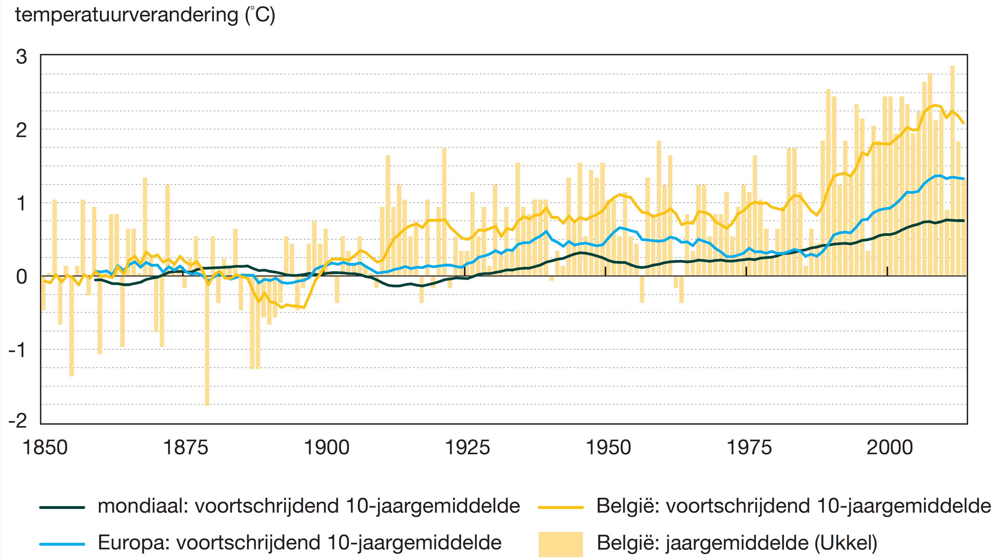 temperatuurverandering (°C)
3
2
1
0
-1
-2
1850 1875 1900 1925 1950 1975 2000
mondiaal: voortschrijdend 10-jaargemiddelde
België: voortschrijdend 10-jaargemiddelde
Europa: voortschrijdend 10-jaargemiddelde
België: jaargemiddelde (Ukkel)